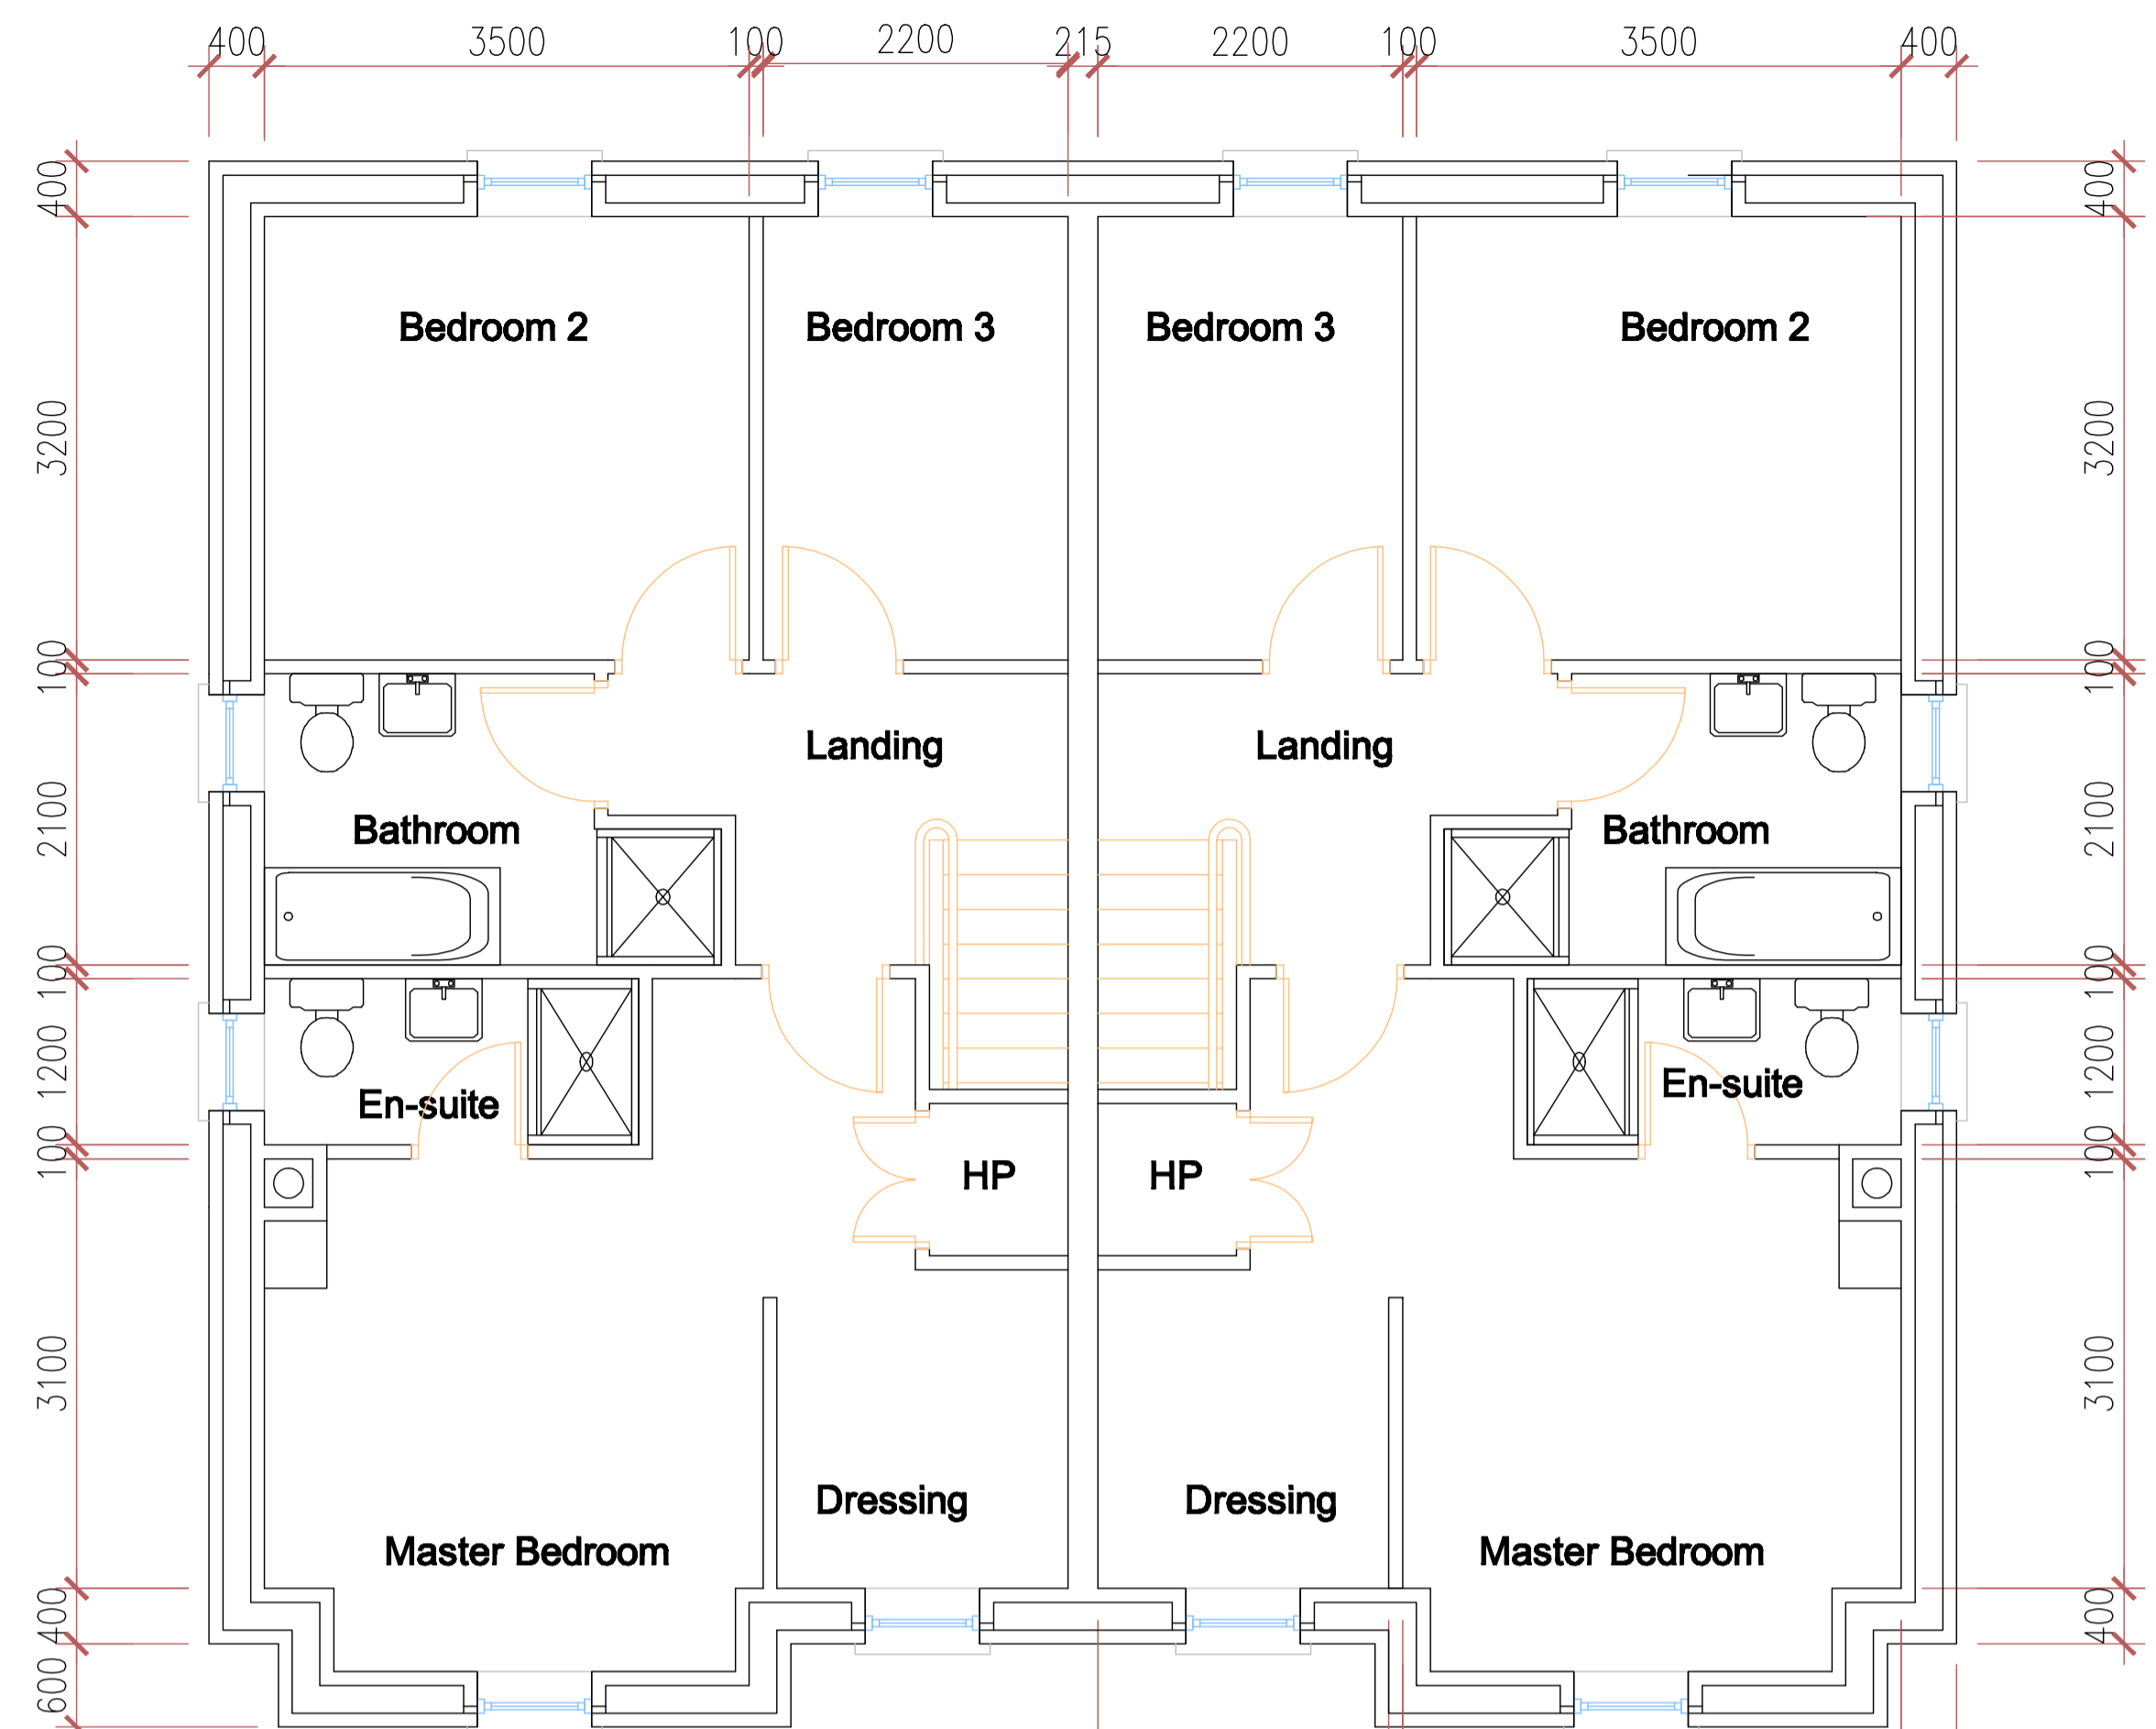 400 3500 100 2200 215 2200 100 3500 400
400 400
Bedroom 2 Bedroom 3 Bedroom 3 Bedroom 2
3200 3200
100 100
Landing Landing
2100 Bathroom Bathroom 2100
100 100
1200 En-suite En-suite 1200
100 HP HP 100
3100 3100
Dressing Dressing
Master Bedroom Master Bedroom
400 400
600